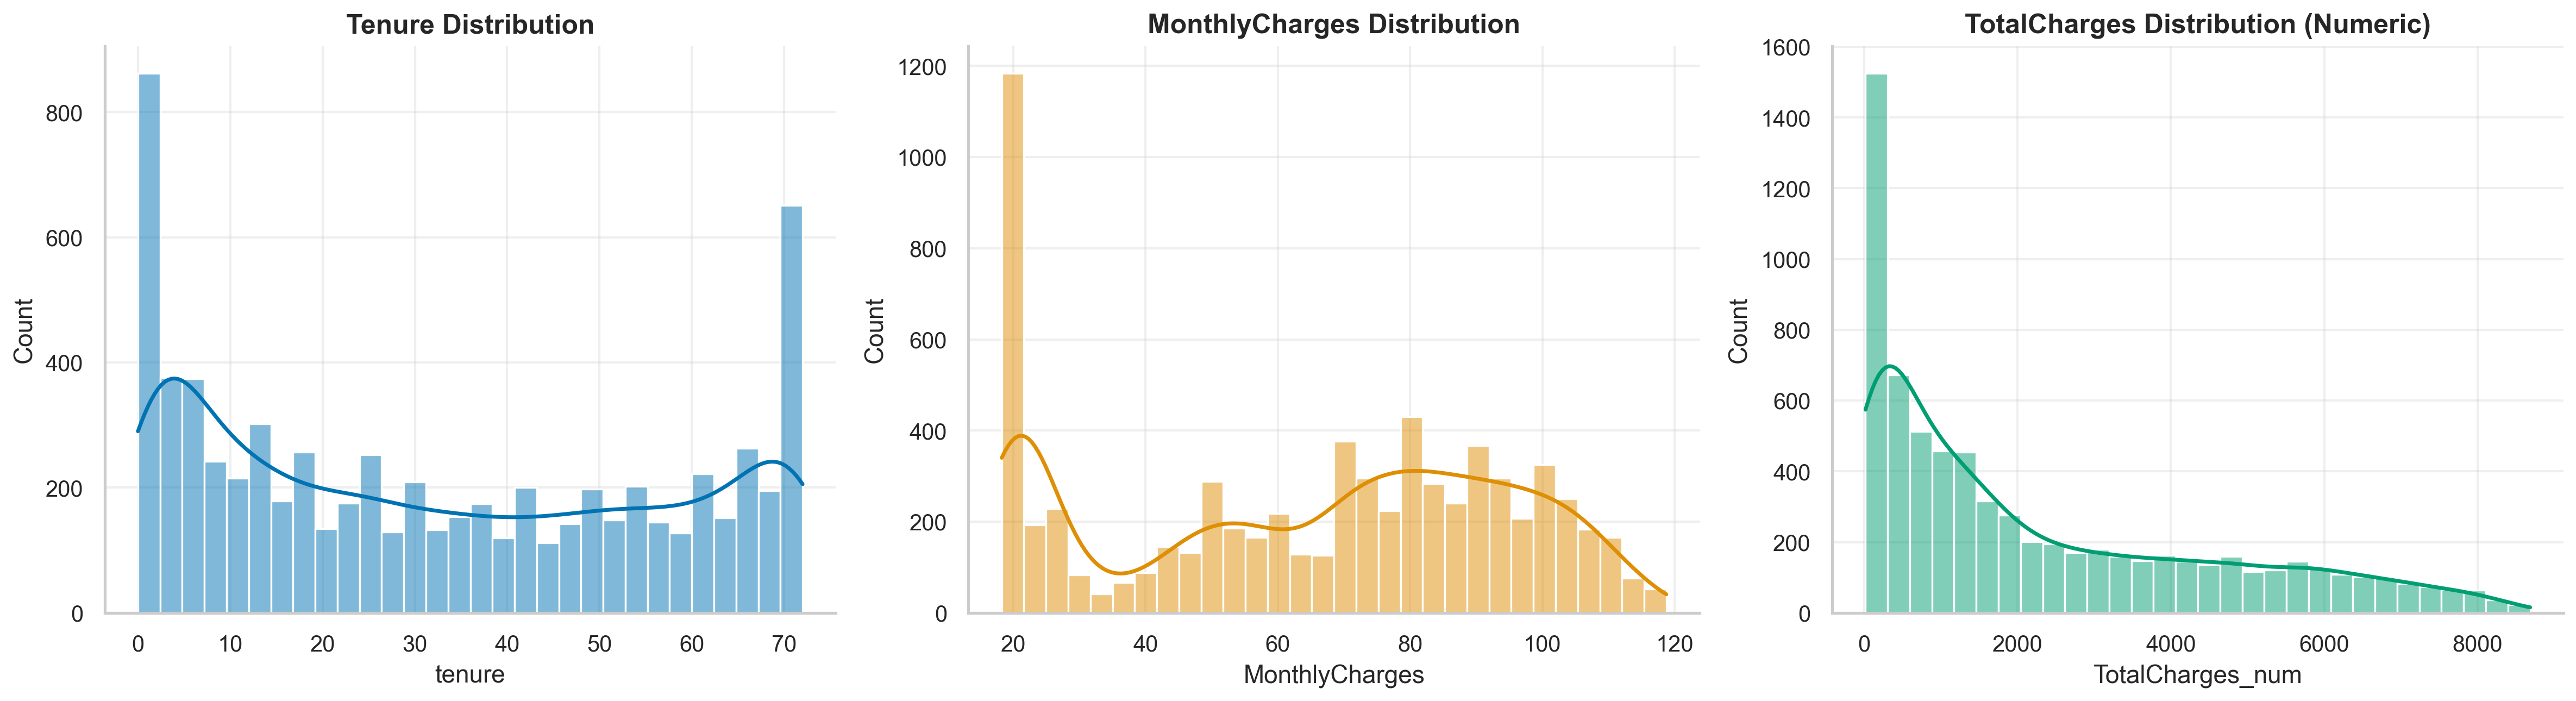 Tenure Distribution
Count
800
600
400
200
0
0 10 20 30 40 50 60 70
tenure
MonthlyCharges Distribution
Count
1200
1000
800
600
400
200
0
20 40 60 80 100 120
MonthlyCharges
TotalCharges Distribution (Numeric)
Count
1600
1400
1200
1000
800
600
400
200
0
0 2000 4000 6000 8000
TotalCharges_num